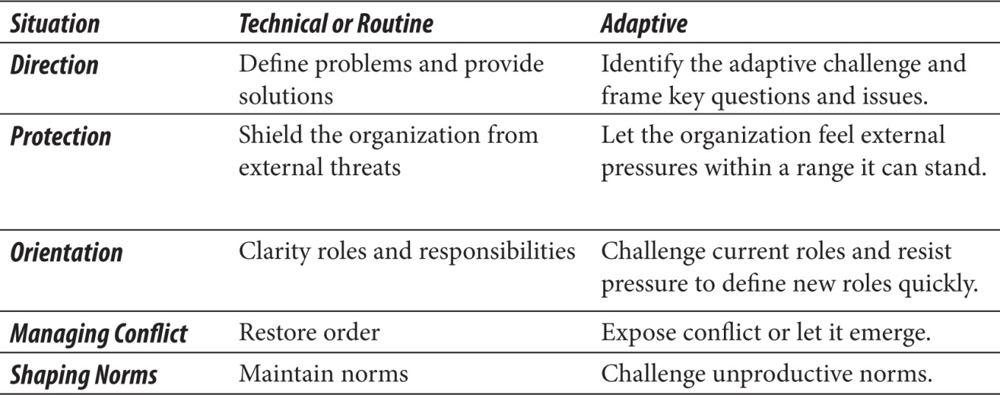 Situation Technical or Routine Adaptive
Direction Define problems and provide Identify the adaptive challenge and
solutions frame key questions and issues.
Protection Shield the organization from Let the organization feel external
external threats pressures within a range it can stand.
Orientation Clarity roles and responsibilities Challenge current roles and resist
pressure to define new roles quickly.
Managing Conflict Restore order Expose conflict or let it emerge.
Shaping Norms Maintain norms Challenge unproductive norms.